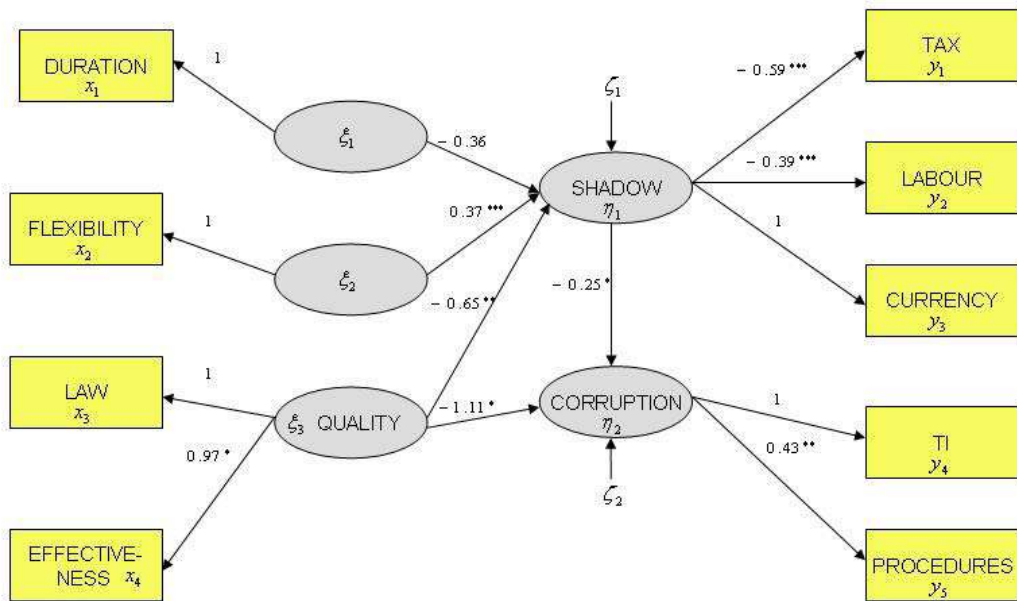 DURATION
x₁
1
ξ₁
− 0.36
ζ₁
SHADOW
η₁
− 0.59 ***
TAX
y₁
FLEXIBILITY
x₂
1
ξ₂
0.37 ***
− 0.39 ***
LABOUR
y₂
− 0.65 **
− 0.25 *
1
CURRENCY
y₃
LAW
x₃
1
ξ₃ QUALITY
− 1.11 *
CORRUPTION
η₂
ζ₂
1
TI
y₄
0.97 *
EFFECTIVE-
NESS x₄
0.43 **
PROCEDURES
y₅